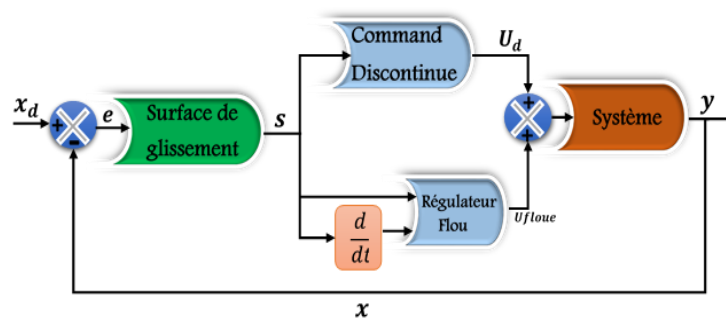 Command
Discontinue
U_d
x_d
+
-
e
Surface de
glissement
s
+
+
Système
y
Régulateur
Flou
Ufloue
d
dt
x